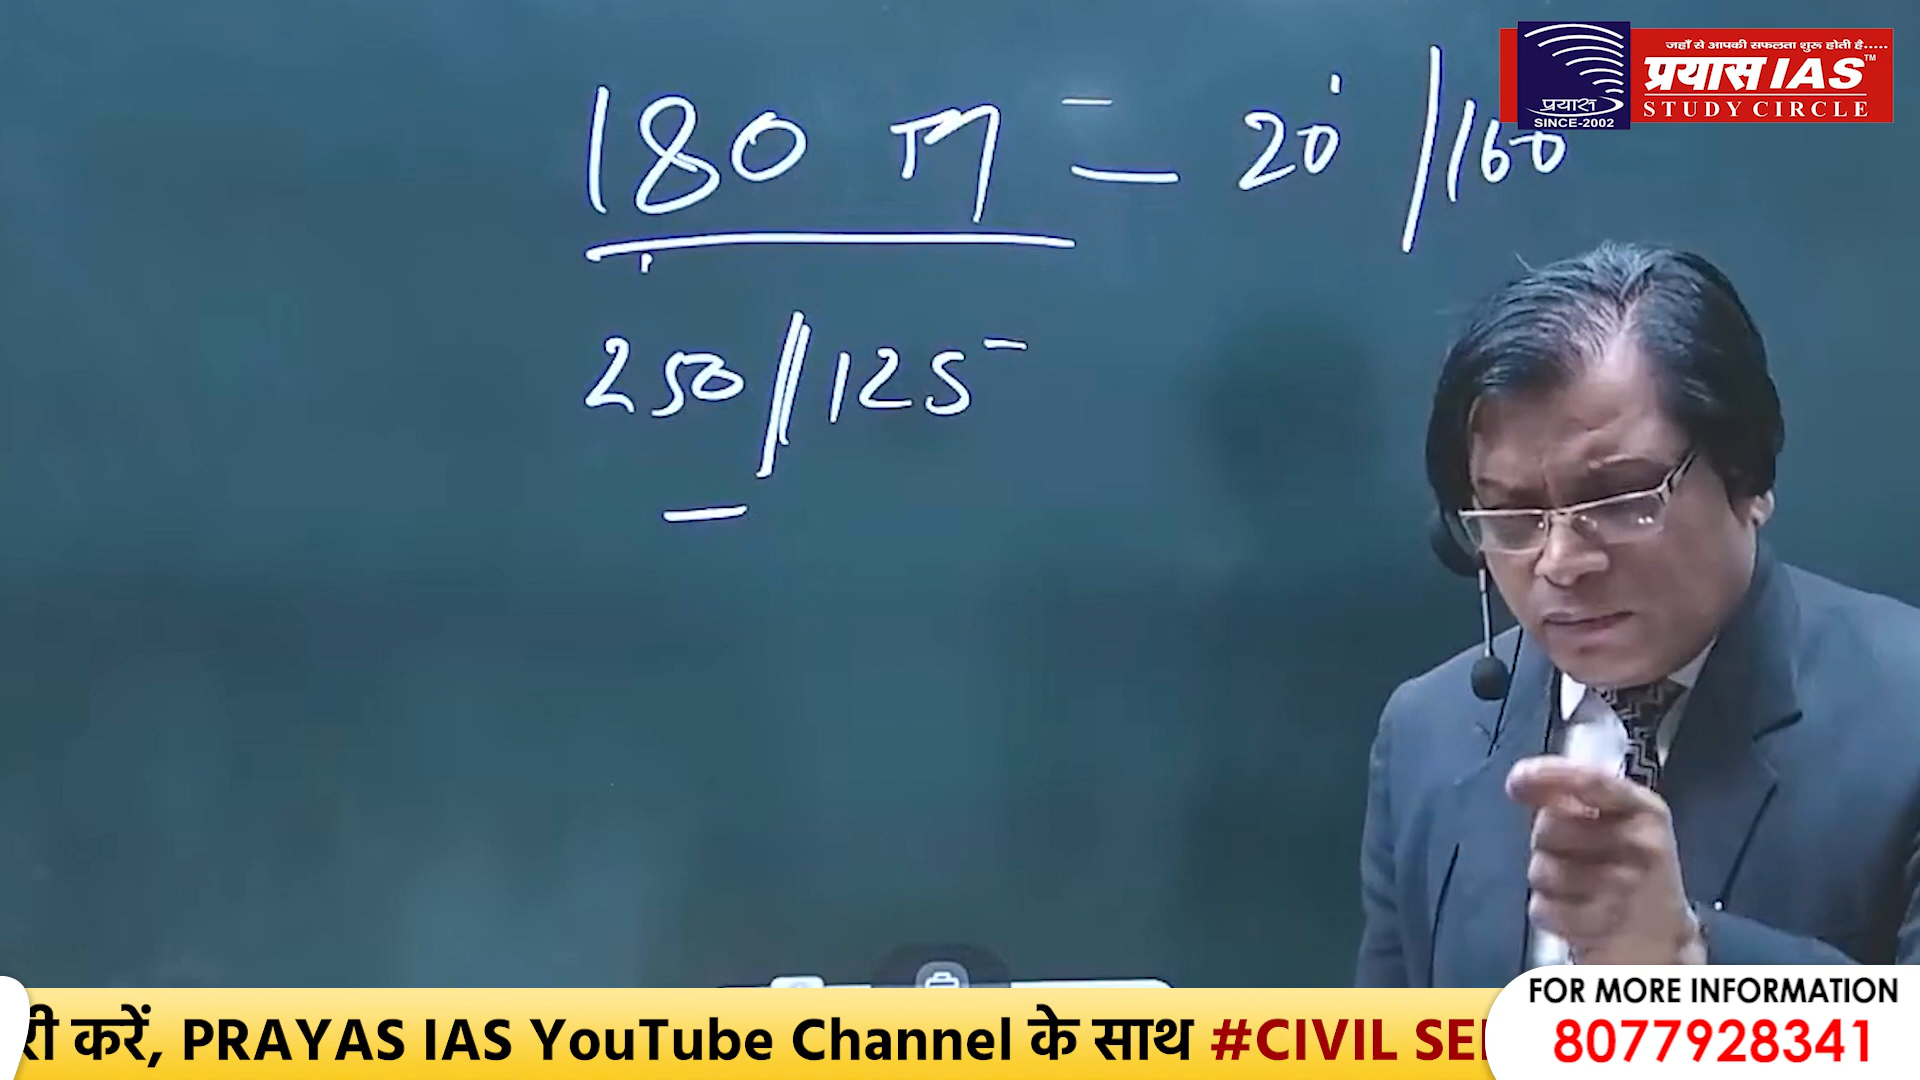 180 m = 20 / 160
250 // 125 -
जहाँ से आपकी सफलता शुरू होती है.....
प्रयास IAS TM
STUDY CIRCLE
प्रयास
SINCE-2002
री करें, PRAYAS IAS YouTube Channel के साथ #CIVIL SE
FOR MORE INFORMATION
8077928341